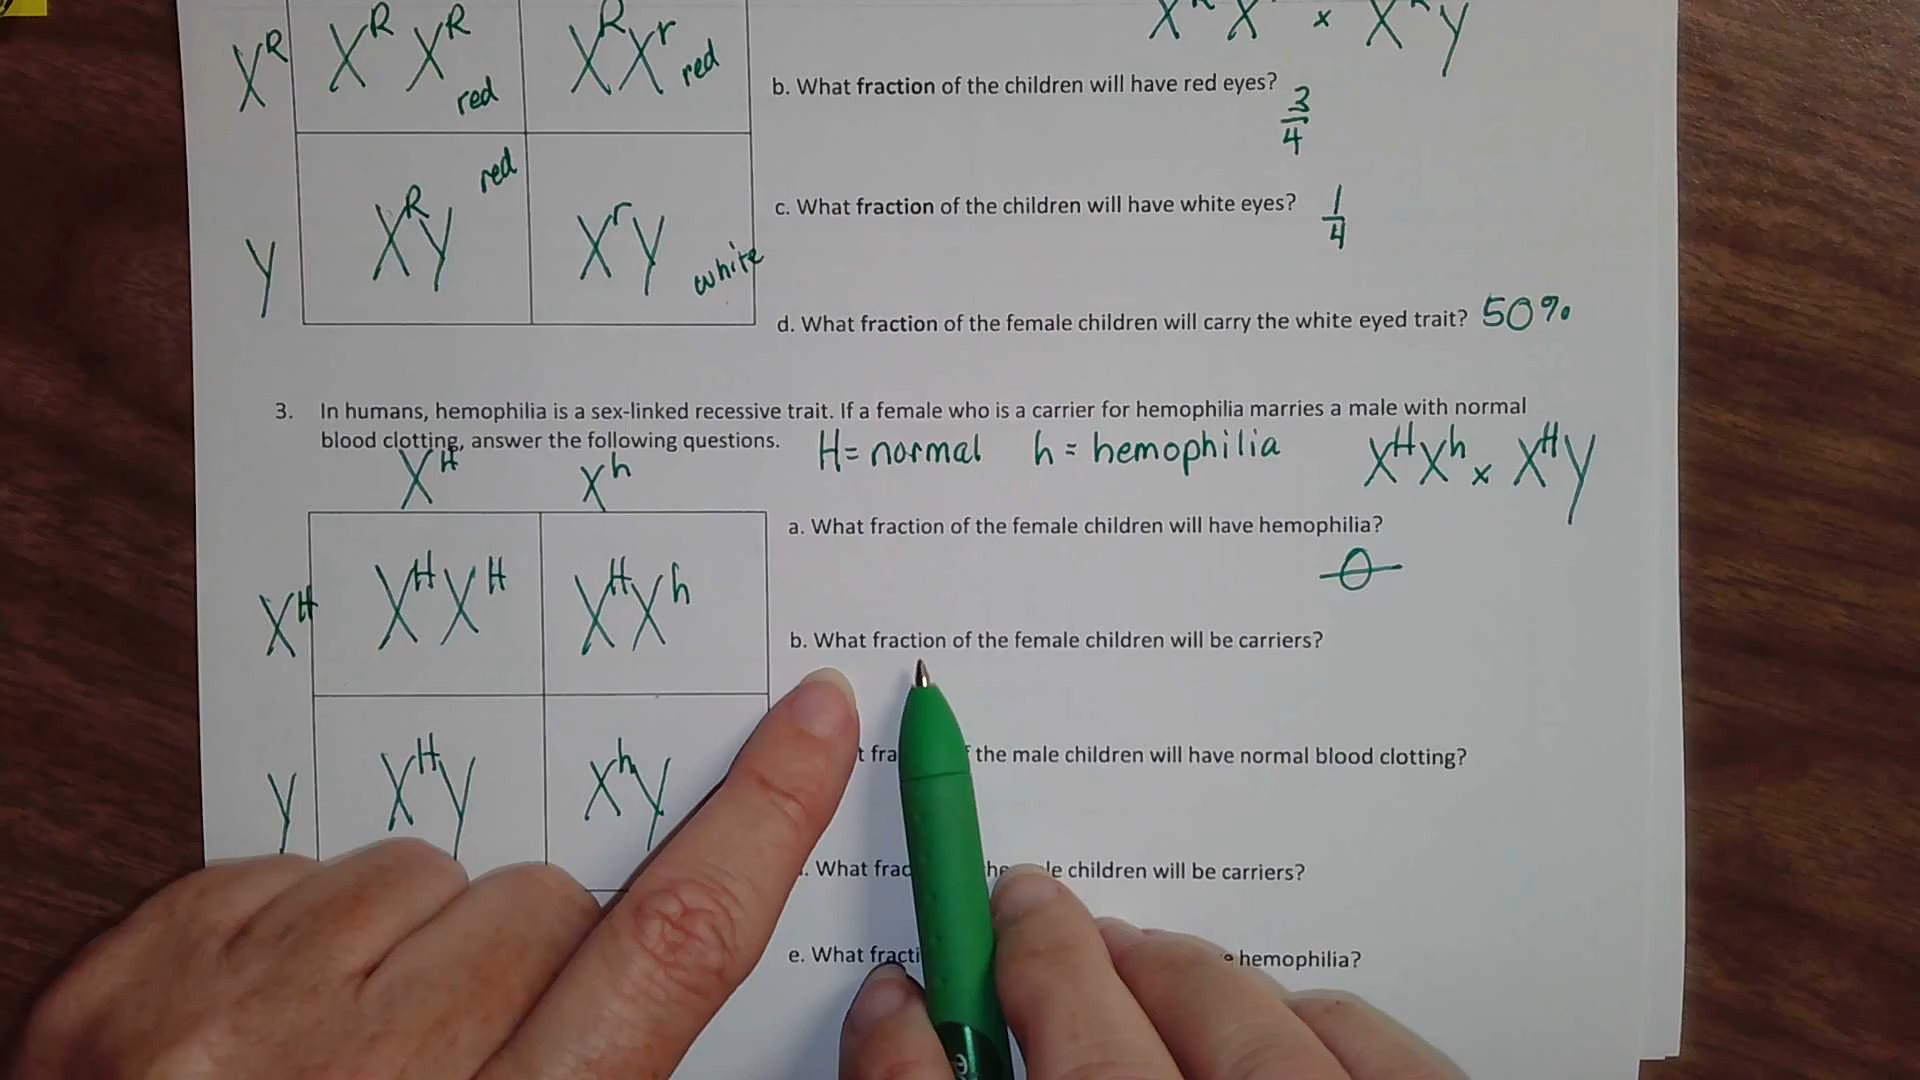 X^R X^R X^R red X^R X^r red
X X x X Y
b. What fraction of the children will have red eyes? 3/4
Y X^R Y red X^r Y white
c. What fraction of the children will have white eyes? 1/4
d. What fraction of the female children will carry the white eyed trait? 50%
3. In humans, hemophilia is a sex-linked recessive trait. If a female who is a carrier for hemophilia marries a male with normal
blood clotting, answer the following questions. H = normal h = hemophilia X^H X^h x X^H Y
X^H X^h
a. What fraction of the female children will have hemophilia? 0
X^H X^H X^H X^H X^h
b. What fraction of the female children will be carriers?
the male children will have normal blood clotting?
Y X^H Y X^h Y
What children will be carriers?
e. What hemophilia?